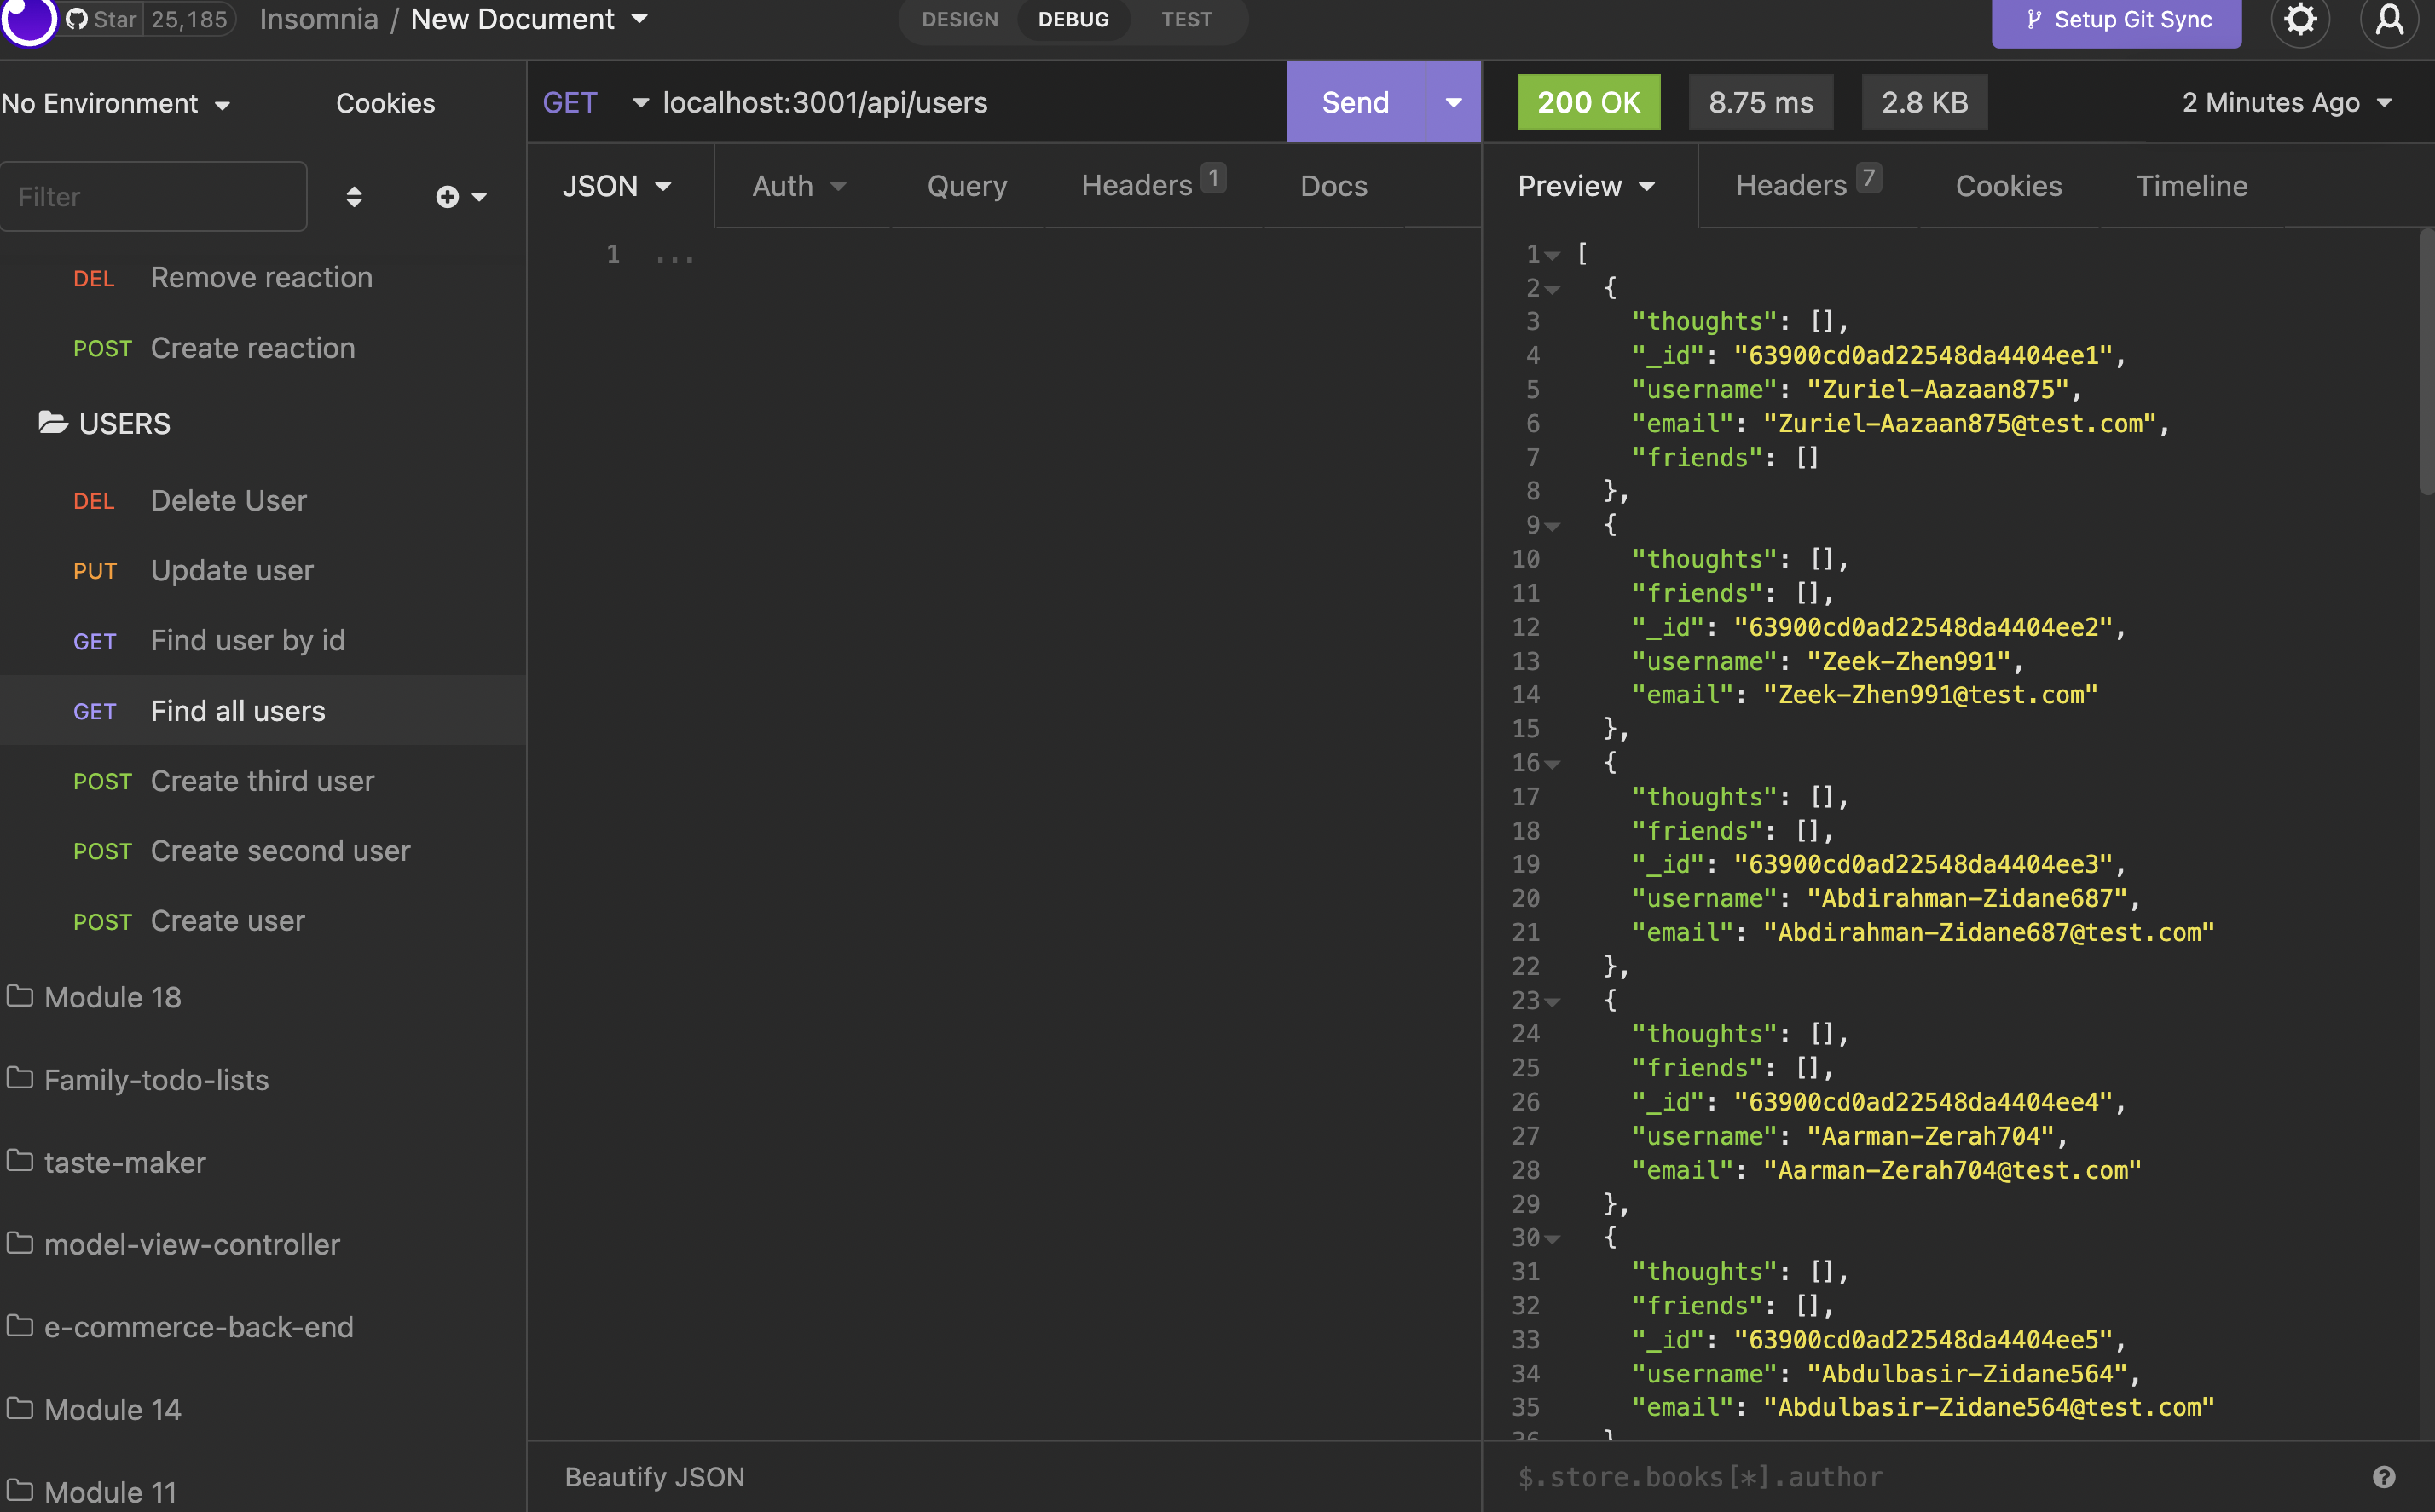 Star 25,185 Insomnia / New Document
DESIGN DEBUG TEST
Setup Git Sync
No Environment Cookies
Filter
DEL Remove reaction
POST Create reaction
USERS
DEL Delete User
PUT Update user
GET Find user by id
GET Find all users
POST Create third user
POST Create second user
POST Create user
Module 18
Family-todo-lists
taste-maker
model-view-controller
e-commerce-back-end
Module 14
Module 11
GET localhost:3001/api/users Send
JSON Auth Query Headers 1 Docs
1 ...
Beautify JSON
200 OK 8.75 ms 2.8 KB 2 Minutes Ago
Preview Headers 7 Cookies Timeline
1 [
2 {
3 "thoughts": [],
4 "_id": "63900cd0ad22548da4404ee1",
5 "username": "Zuriel-Aazaan875",
6 "email": "Zuriel-Aazaan875@test.com",
7 "friends": []
8 },
9 {
10 "thoughts": [],
11 "friends": [],
12 "_id": "63900cd0ad22548da4404ee2",
13 "username": "Zeek-Zhen991",
14 "email": "Zeek-Zhen991@test.com"
15 },
16 {
17 "thoughts": [],
18 "friends": [],
19 "_id": "63900cd0ad22548da4404ee3",
20 "username": "Abdirahman-Zidane687",
21 "email": "Abdirahman-Zidane687@test.com"
22 },
23 {
24 "thoughts": [],
25 "friends": [],
26 "_id": "63900cd0ad22548da4404ee4",
27 "username": "Aarman-Zerah704",
28 "email": "Aarman-Zerah704@test.com"
29 },
30 {
31 "thoughts": [],
32 "friends": [],
33 "_id": "63900cd0ad22548da4404ee5",
34 "username": "Abdulbasir-Zidane564",
35 "email": "Abdulbasir-Zidane564@test.com"
36 }
$.store.books[*].author